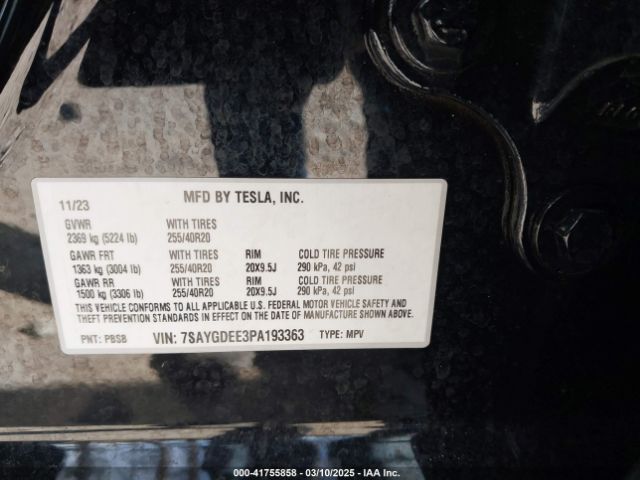 11/23 MFD BY TESLA, INC.
GVWR WITH TIRES
2369 kg (5224 lb) 255/40R20
GAWR FRT WITH TIRES RIM COLD TIRE PRESSURE
1363 kg (3004 lb) 255/40R20 20X9.5J 290 kPa, 42 psi
GAWR RR WITH TIRES RIM COLD TIRE PRESSURE
1500 kg (3306 lb) 255/40R20 20X9.5J 290 kPa, 42 psi
THIS VEHICLE CONFORMS TO ALL APPLICABLE U.S. FEDERAL MOTOR VEHICLE SAFETY AND
THEFT PREVENTION STANDARDS IN EFFECT ON THE DATE OF MANUFACTURE SHOWN ABOVE.
PNT: PBSB VIN: 7SAYGDEE3PA193363 TYPE: MPV
000-41755858 - 03/10/2025 - IAA Inc.